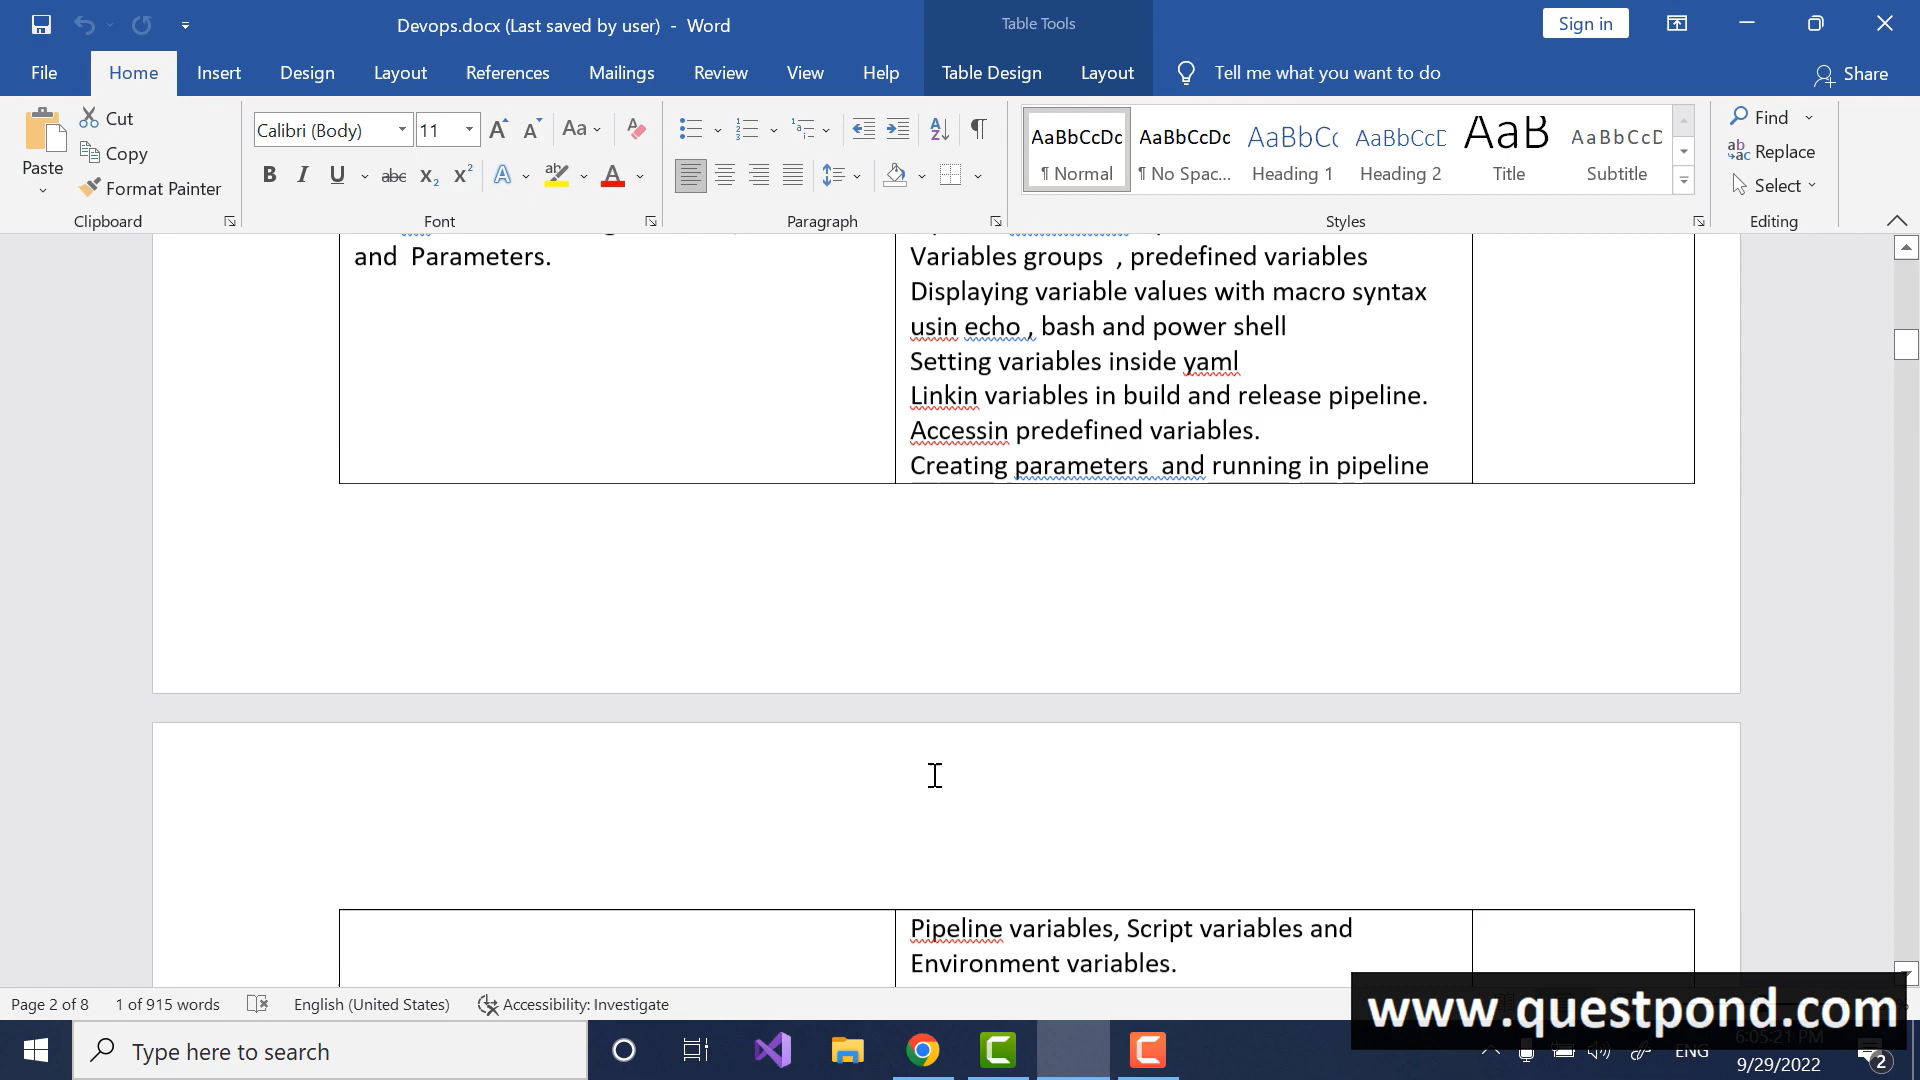 Devops.docx (Last saved by user) - Word
Table Tools
Sign in
File
Home
Insert
Design
Layout
References
Mailings
Review
View
Help
Table Design
Layout
Tell me what you want to do
Share
Paste
Cut
Copy
Format Painter
Clipboard
Calibri (Body)
11
Font
Paragraph
AaBbCcDc
¶ Normal
AaBbCcDc
¶ No Spac...
AaBbCc
Heading 1
AaBbCcD
Heading 2
AaB
Title
AaBbCcD
Subtitle
Styles
Find
Replace
Select
Editing
and Parameters.
Variables groups , predefined variables
Displaying variable values with macro syntax
usin echo , bash and power shell
Setting variables inside yaml
Linkin variables in build and release pipeline.
Accessin predefined variables.
Creating parameters and running in pipeline
Pipeline variables, Script variables and
Environment variables.
Page 2 of 8
1 of 915 words
English (United States)
Accessibility: Investigate
www.questpond.com
Type here to search
ENG
6:05:21 PM
9/29/2022
2